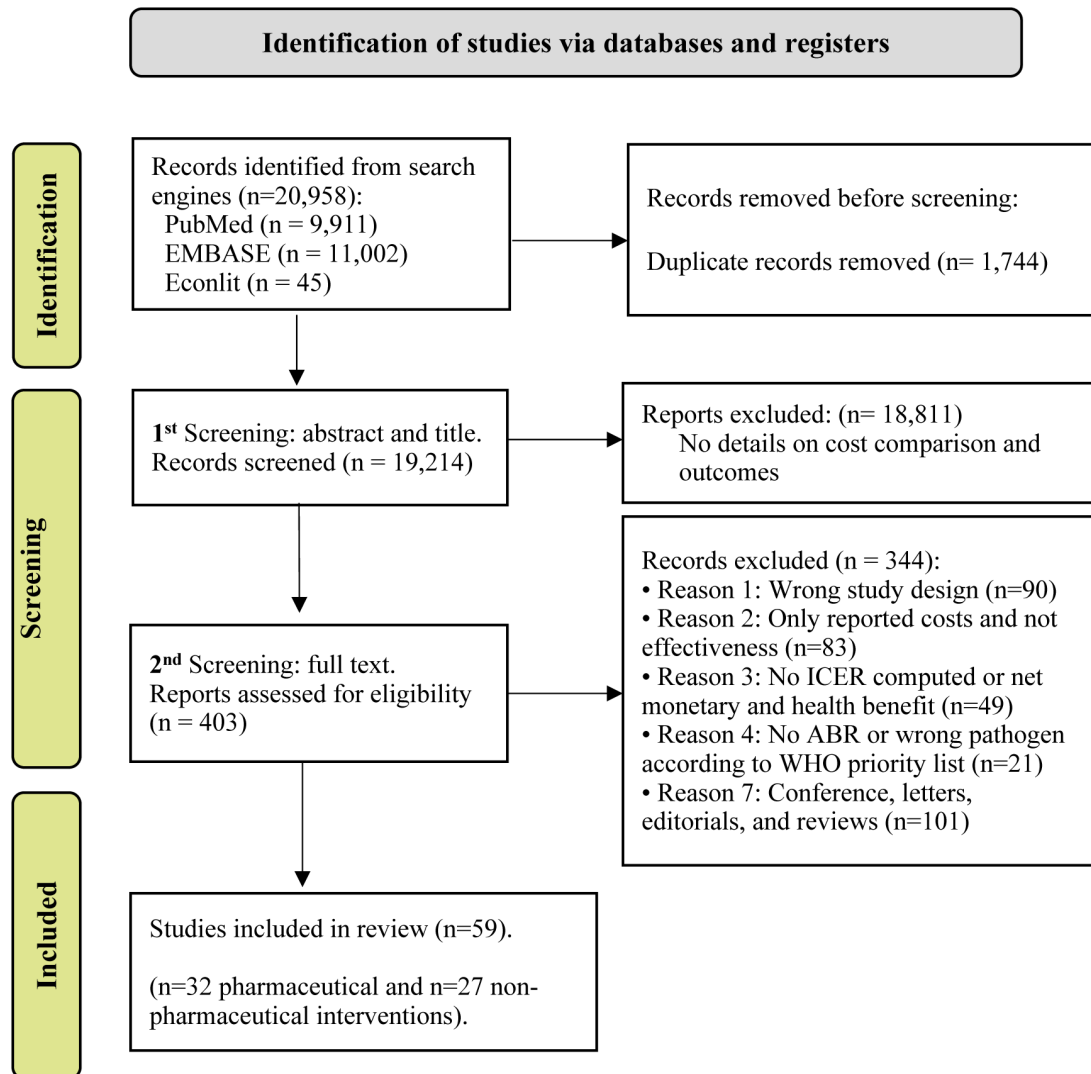 Identification of studies via databases and registers
Identification
Records identified from search
engines (n=20,958):
PubMed (n = 9,911)
EMBASE (n = 11,002)
Econlit (n = 45)
Records removed before screening:
Duplicate records removed (n= 1,744)
Screening
1st Screening: abstract and title.
Records screened (n = 19,214)
Reports excluded: (n= 18,811)
No details on cost comparison and
outcomes
2nd Screening: full text.
Reports assessed for eligibility
(n = 403)
Records excluded (n = 344):
• Reason 1: Wrong study design (n=90)
• Reason 2: Only reported costs and not
effectiveness (n=83)
• Reason 3: No ICER computed or net
monetary and health benefit (n=49)
• Reason 4: No ABR or wrong pathogen
according to WHO priority list (n=21)
• Reason 7: Conference, letters,
editorials, and reviews (n=101)
Included
Studies included in review (n=59).
(n=32 pharmaceutical and n=27 non-
pharmaceutical interventions).